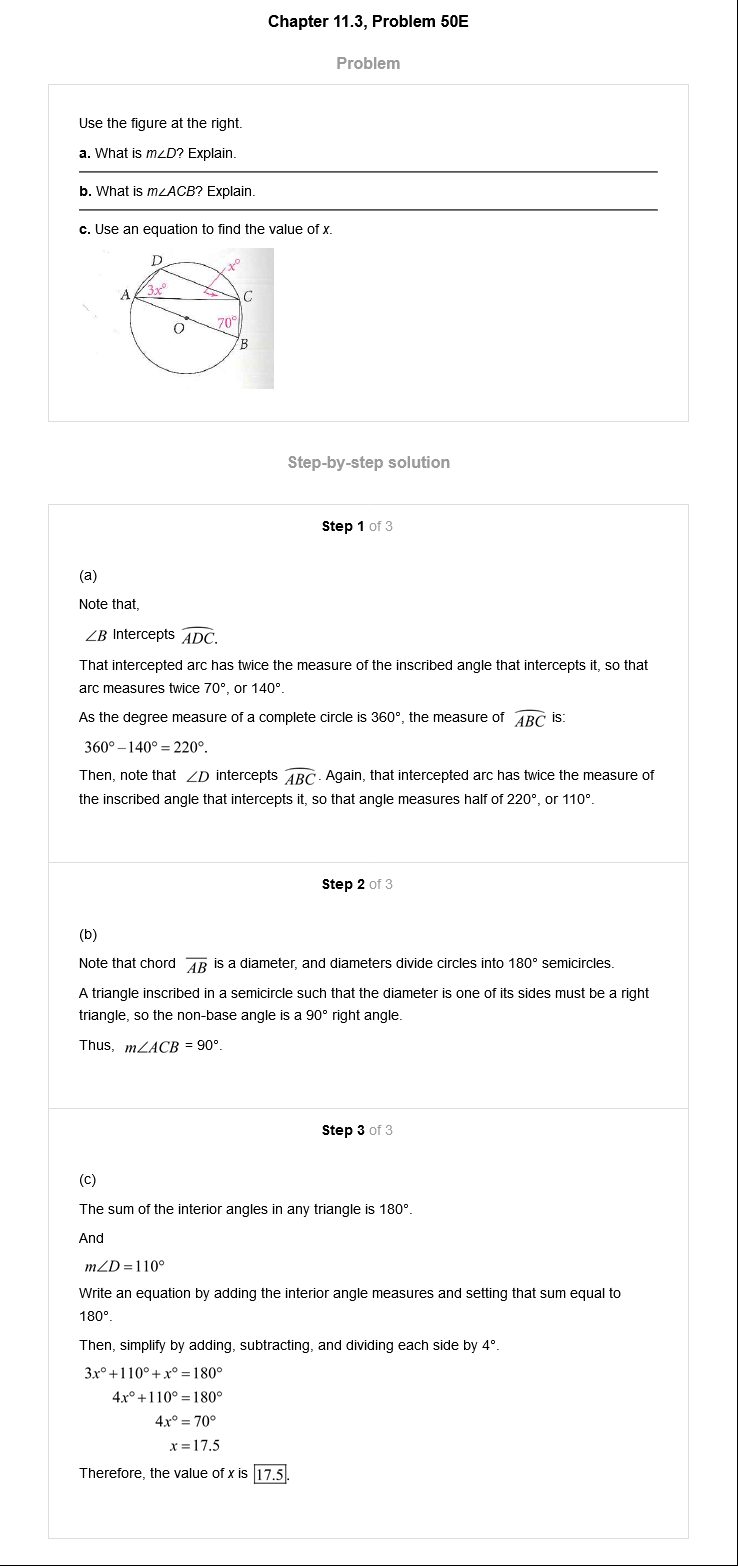 Chapter 11.3, Problem 50E
Problem
Use the figure at the right.
a. What is m∠D? Explain.
b. What is m∠ACB? Explain.
c. Use an equation to find the value of x.
D
x°
A
3x°
C
O
70°
B
Step-by-step solution
Step 1 of 3
(a)
Note that,
∠B Intercepts ADC.
That intercepted arc has twice the measure of the inscribed angle that intercepts it, so that
arc measures twice 70°, or 140°.
As the degree measure of a complete circle is 360°, the measure of ABC is:
360° – 140° = 220°.
Then, note that ∠D intercepts ABC. Again, that intercepted arc has twice the measure of
the inscribed angle that intercepts it, so that angle measures half of 220°, or 110°.
Step 2 of 3
(b)
Note that chord AB is a diameter, and diameters divide circles into 180° semicircles.
A triangle inscribed in a semicircle such that the diameter is one of its sides must be a right
triangle, so the non-base angle is a 90° right angle.
Thus, m∠ACB = 90°.
Step 3 of 3
(c)
The sum of the interior angles in any triangle is 180°.
And
m∠D = 110°
Write an equation by adding the interior angle measures and setting that sum equal to
180°.
Then, simplify by adding, subtracting, and dividing each side by 4°.
3x° + 110° + x° = 180°
4x° + 110° = 180°
4x° = 70°
x = 17.5
Therefore, the value of x is 17.5.